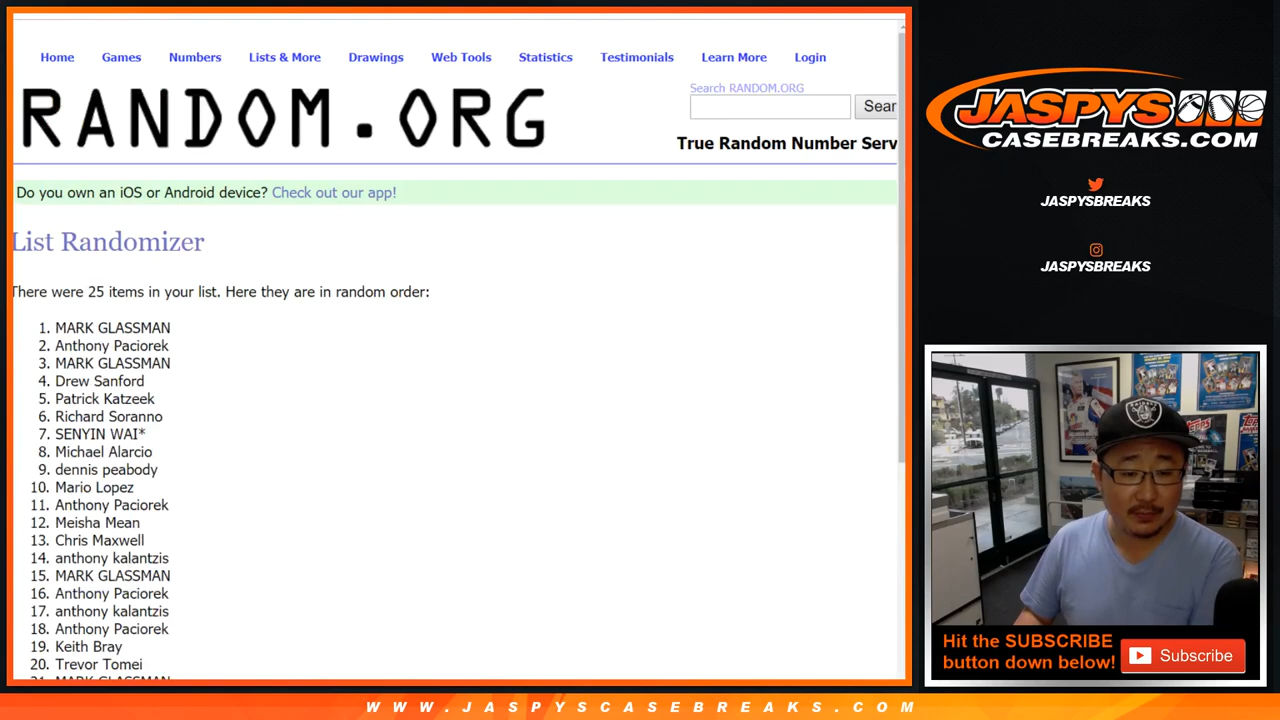 Home Games Numbers Lists & More Drawings Web Tools Statistics Testimonials Learn More Login
RANDOM.ORG
Search RANDOM.ORG
Sear
True Random Number Serv
Do you own an iOS or Android device? Check out our app!
List Randomizer
There were 25 items in your list. Here they are in random order:
1. MARK GLASSMAN
2. Anthony Paciorek
3. MARK GLASSMAN
4. Drew Sanford
5. Patrick Katzeek
6. Richard Soranno
7. SENYIN WAI*
8. Michael Alarcio
9. dennis peabody
10. Mario Lopez
11. Anthony Paciorek
12. Meisha Mean
13. Chris Maxwell
14. anthony kalantzis
15. MARK GLASSMAN
16. Anthony Paciorek
17. anthony kalantzis
18. Anthony Paciorek
19. Keith Bray
20. Trevor Tomei
21. MARK GLASSMAN
JASPYS
CASEBREAKS.COM
JASPYSBREAKS
JASPYSBREAKS
Hit the SUBSCRIBE
button down below!
Subscribe
WWW.JASPYSCASEBREAKS.COM